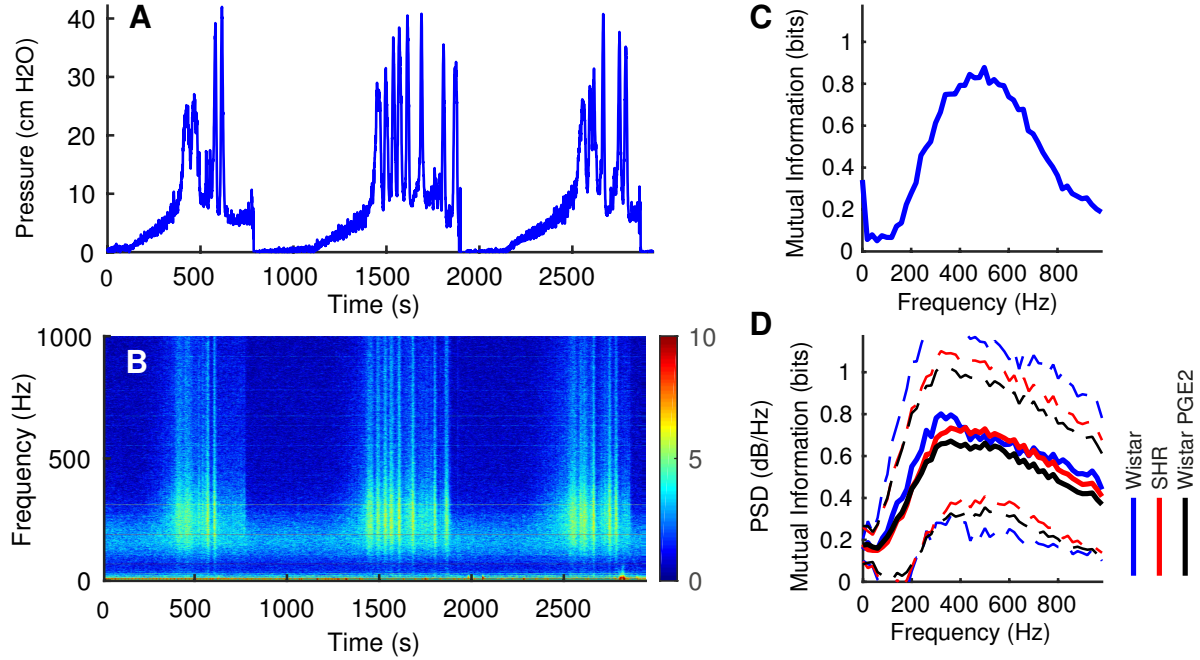 A
Pressure (cm H2O)
40
30
20
10
0
0 500 1000 1500 2000 2500
Time (s)
B
Frequency (Hz)
1000
500
0
0 500 1000 1500 2000 2500
Time (s)
10
5
0
PSD (dB/Hz)
C
Mutual Information (bits)
1
0.8
0.6
0.4
0.2
0
0 200 400 600 800
Frequency (Hz)
D
Mutual Information (bits)
1
0.8
0.6
0.4
0.2
0
0 200 400 600 800
Frequency (Hz)
Wistar
SHR
Wistar PGE2